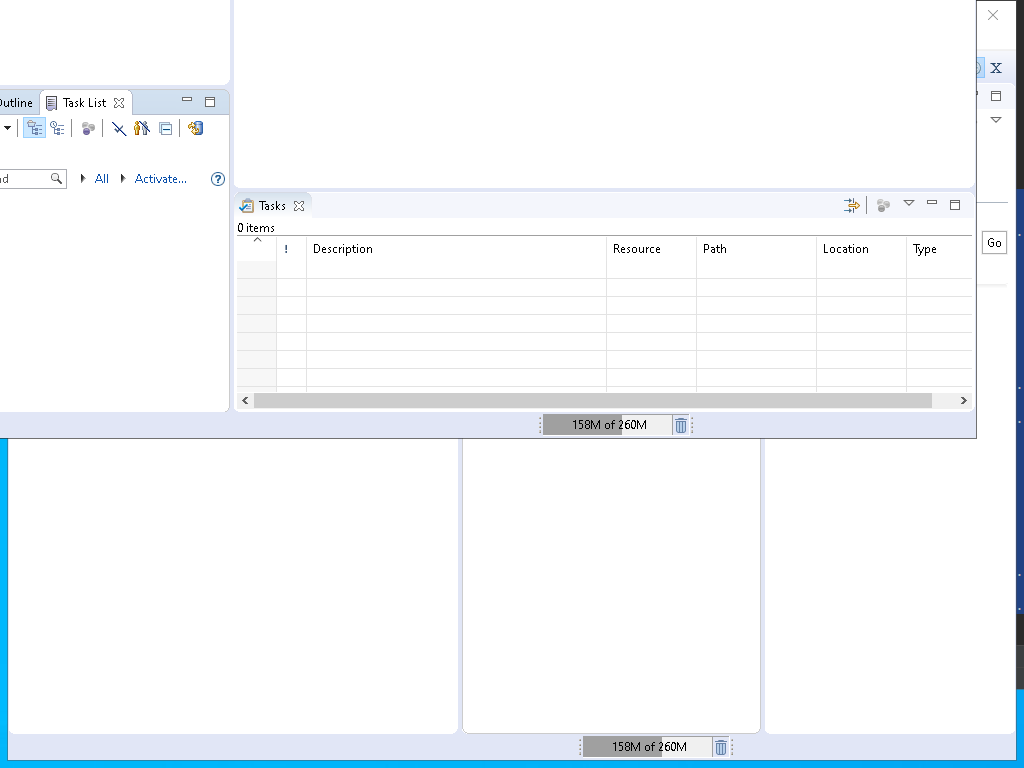 Outline
Task List
All
Activate...
Tasks
0 items
!
Description
Resource
Path
Location
Type
Go
X
158M of 260M
158M of 260M